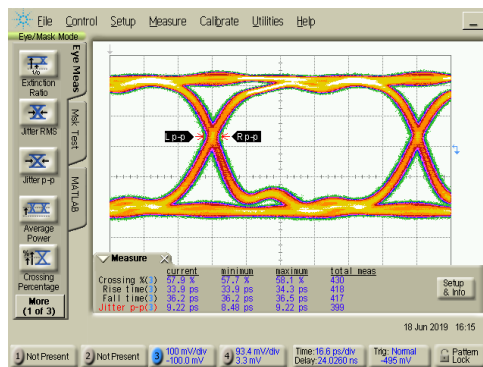 File Control Setup Measure Calibrate Utilities Help
Eye/Mask Mode
Extinction
Ratio
Jitter RMS
Jitter p-p
Average
Power
Crossing
Percentage
More
(1 of 3)
Eye Meas
Msk Test
MATLAB
L p-p
R p-p
Measure
current minimum maximum total meas
Crossing %(3) 57.9 % 57.7 % 58.1 % 430
Rise time(3) 33.9 ps 33.9 ps 34.3 ps 418
Fall time(3) 36.2 ps 36.2 ps 36.5 ps 417
Jitter p-p(3) 9.22 ps 8.48 ps 9.22 ps 399
Setup
& Info
18 Jun 2019 16:15
1 Not Present
2 Not Present
3 100 mV/div
-100.0 mV
4 93.4 mV/div
3.3 mV
Time:16.6 ps/div
Delay:24.0260 ns
Trig: Normal
-495 mV
Pattern
Lock